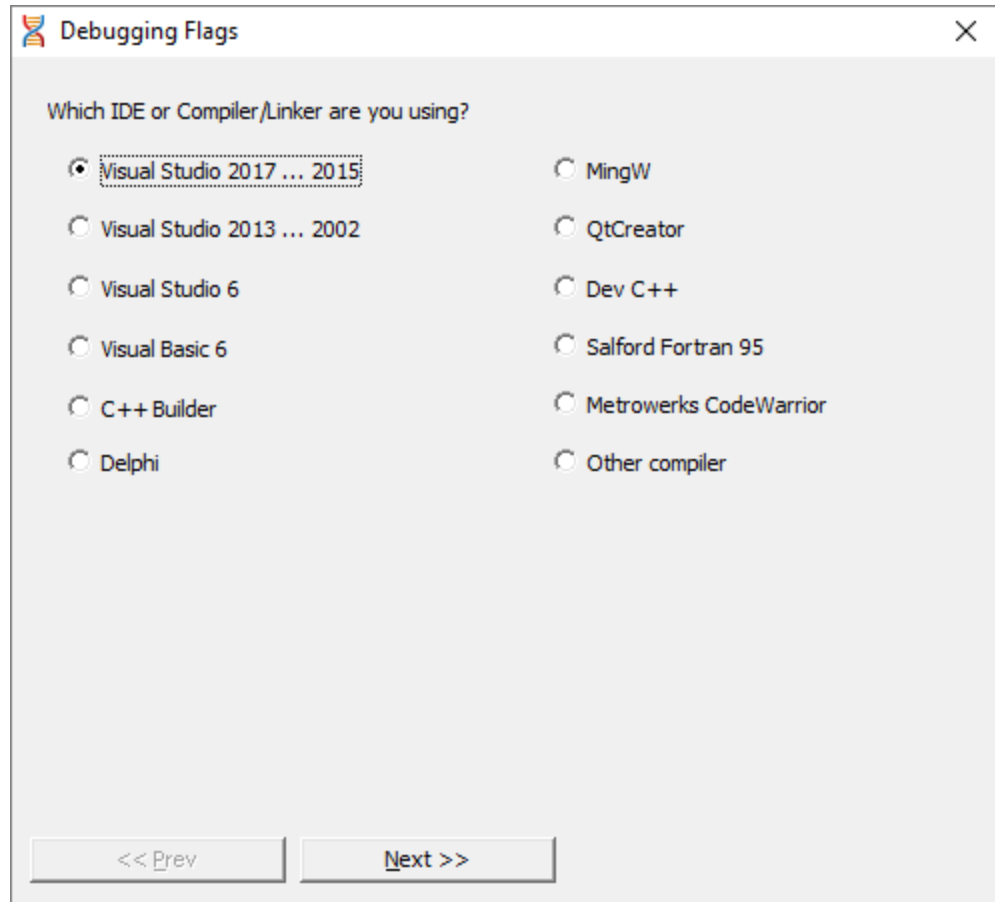 Debugging Flags
Which IDE or Compiler/Linker are you using?
Visual Studio 2017 ... 2015
Visual Studio 2013 ... 2002
Visual Studio 6
Visual Basic 6
C++ Builder
Delphi
MingW
QtCreator
Dev C++
Salford Fortran 95
Metrowerks CodeWarrior
Other compiler
<< Prev
Next >>